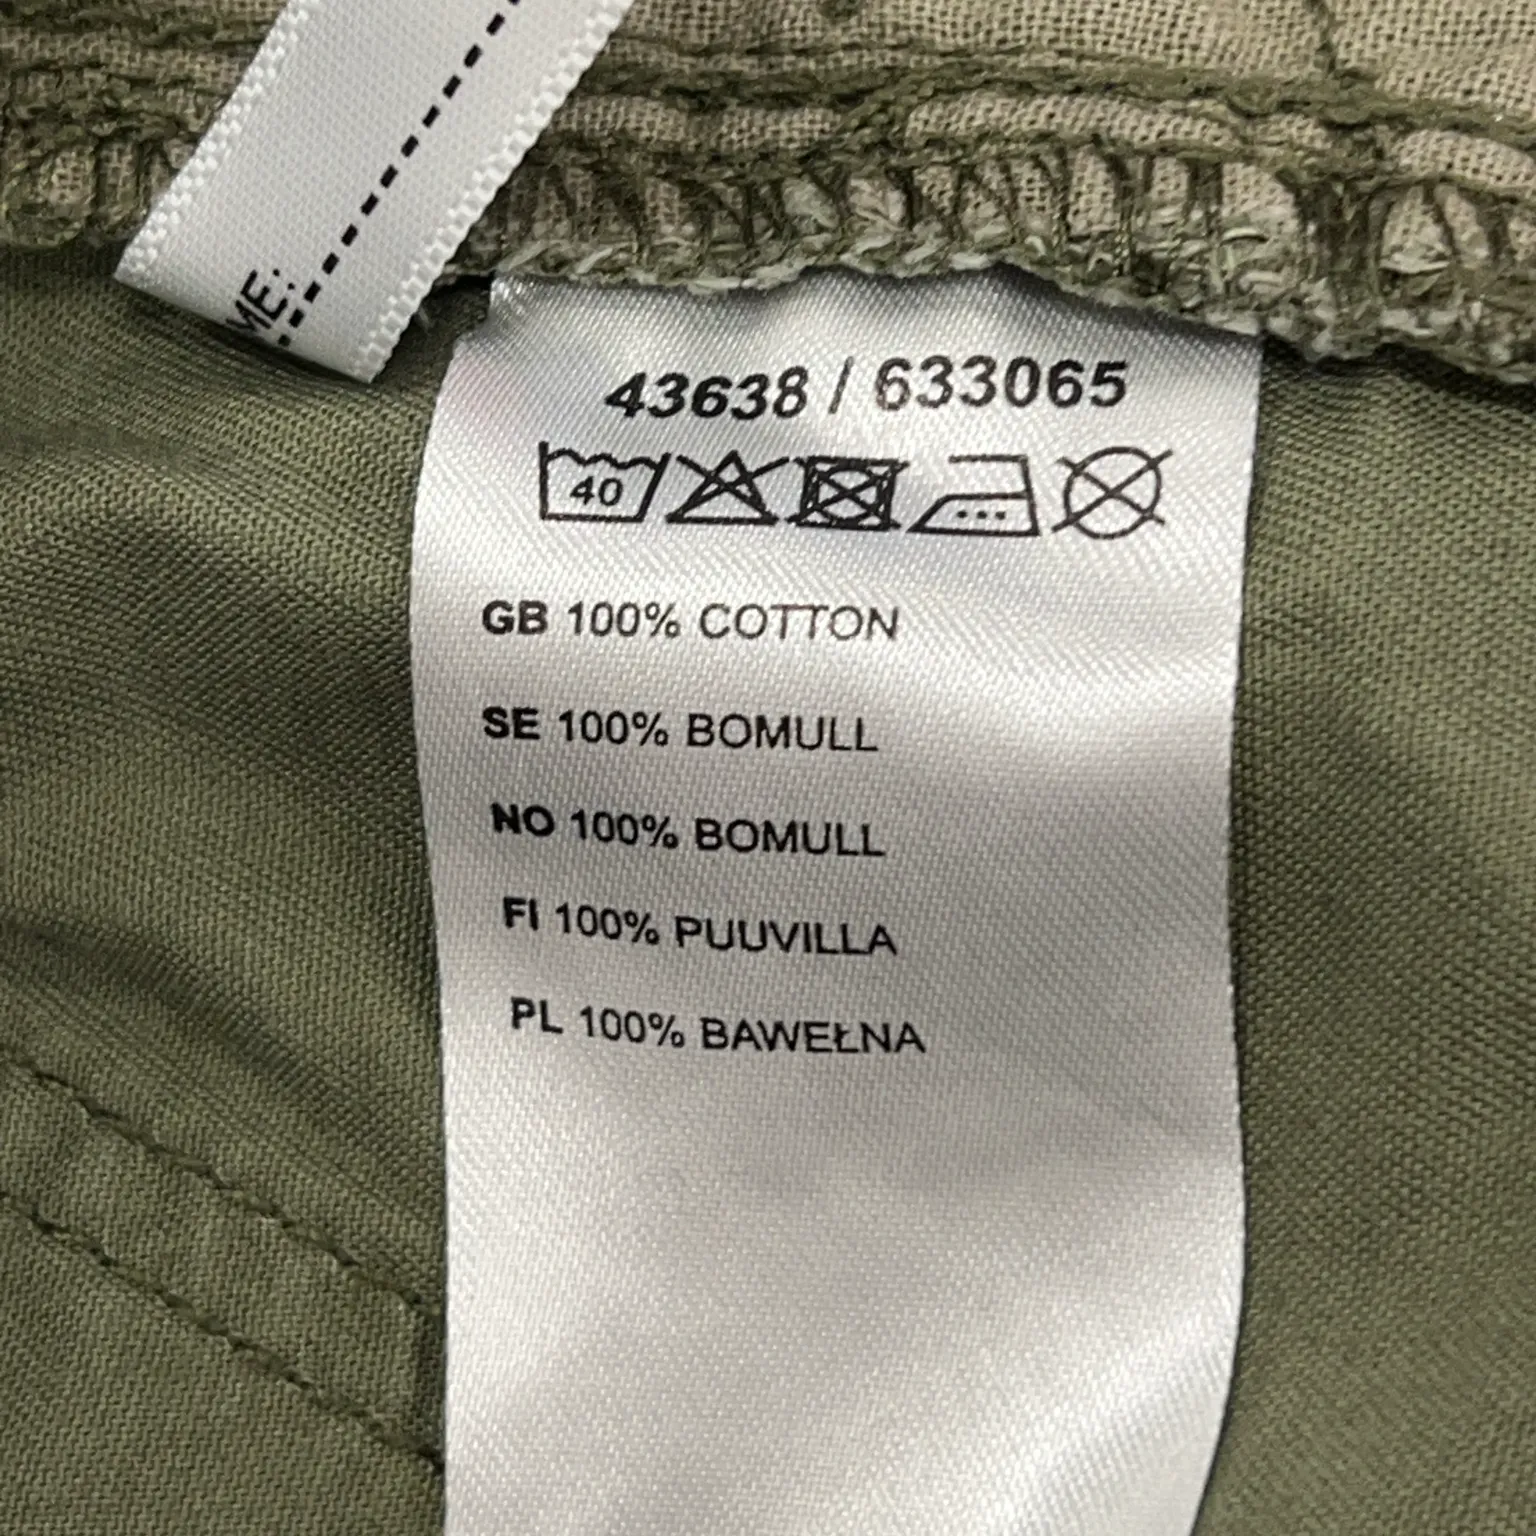 ME:
43638 / 633065
40
GB 100% COTTON
SE 100% BOMULL
NO 100% BOMULL
FI 100% PUUVILLA
PL 100% BAWEŁNA